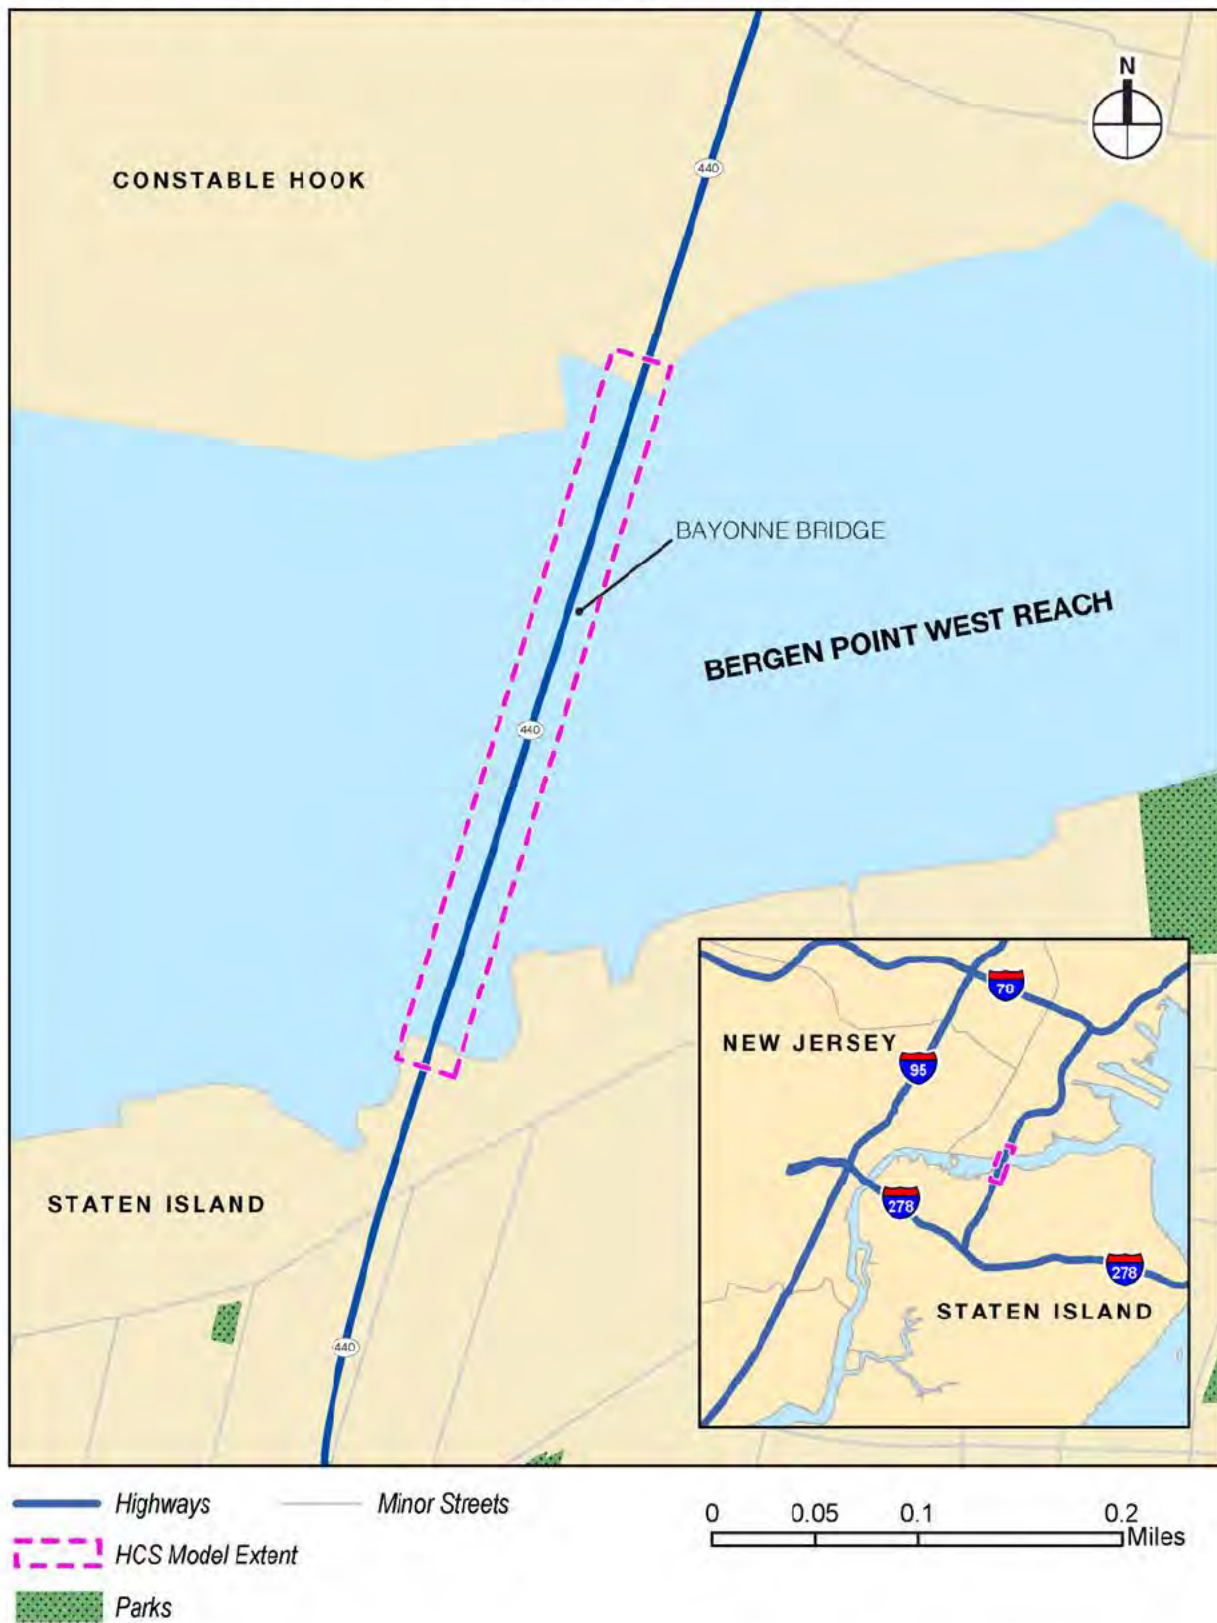 N
440
CONSTABLE HOOK
BAYONNE BRIDGE
BERGEN POINT WEST REACH
440
STATEN ISLAND
440
70
NEW JERSEY
95
278
278
STATEN ISLAND
Highways
Minor Streets
HCS Model Extent
Parks
0 0.05 0.1 0.2
Miles